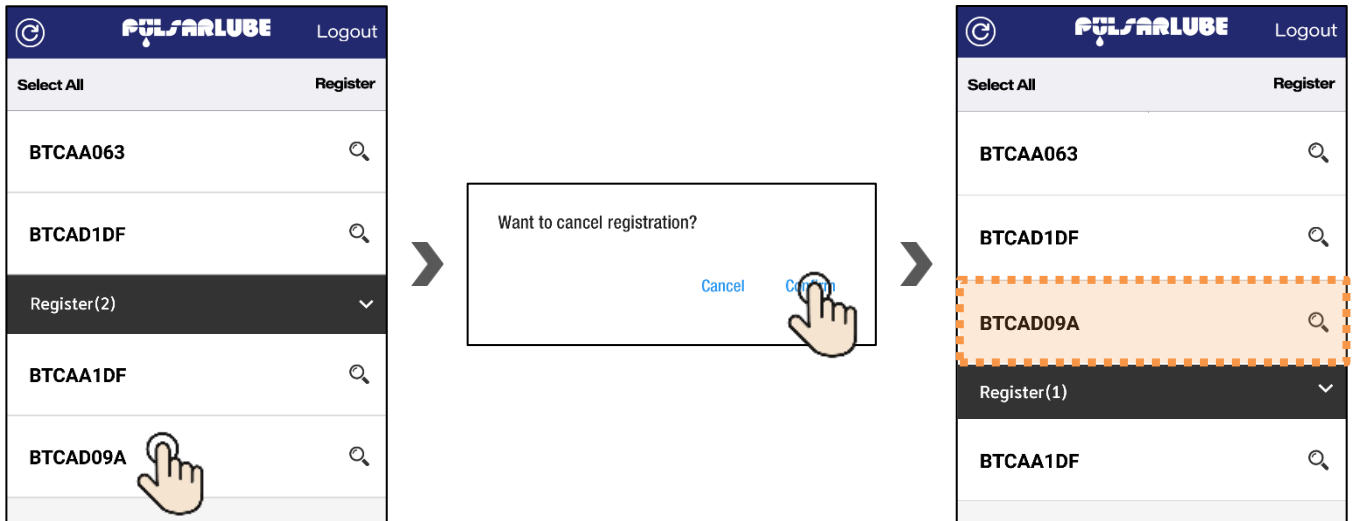 PULSARLUBE Logout
Select All Register
BTCAA063
BTCAD1DF
Register(2)
BTCAA1DF
BTCAD09A
Want to cancel registration?
Cancel Confirm
PULSARLUBE Logout
Select All Register
BTCAA063
BTCAD1DF
BTCAD09A
Register(1)
BTCAA1DF